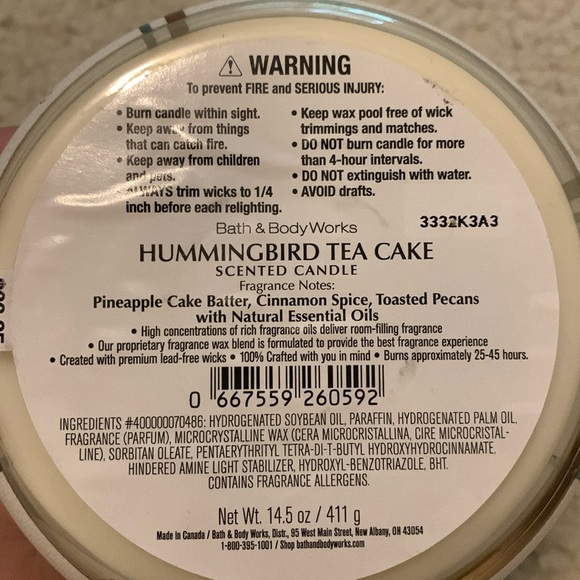 ⚠ WARNING
To prevent FIRE and SERIOUS INJURY:
• Burn candle within sight.
• Keep away from things
that can catch fire.
• Keep away from children
and pets.
• ALWAYS trim wicks to 1/4
inch before each relighting.
• Keep wax pool free of wick
trimmings and matches.
• DO NOT burn candle for more
than 4-hour intervals.
• DO NOT extinguish with water.
• AVOID drafts.
3332K3A3
Bath & Body Works
HUMMINGBIRD TEA CAKE
SCENTED CANDLE
Fragrance Notes:
Pineapple Cake Batter, Cinnamon Spice, Toasted Pecans
with Natural Essential Oils
• High concentrations of rich fragrance oils deliver room-filling fragrance
• Our proprietary fragrance wax blend is formulated to provide the best fragrance experience
• Created with premium lead-free wicks • 100% Crafted with you in mind • Burns approximately 25-45 hours.
0 667559 260592
INGREDIENTS #400000070486: HYDROGENATED SOYBEAN OIL, PARAFFIN, HYDROGENATED PALM OIL,
FRAGRANCE (PARFUM), MICROCRYSTALLINE WAX (CERA MICROCRISTALLINA, CIRE MICROCRISTAL-
LINE), SORBITAN OLEATE, PENTAERYTHRITYL TETRA-DI-T-BUTYL HYDROXYHYDROCINNAMATE,
HINDERED AMINE LIGHT STABILIZER, HYDROXYL-BENZOTRIAZOLE, BHT.
CONTAINS FRAGRANCE ALLERGENS.
Net Wt. 14.5 oz / 411 g
Made in Canada / Bath & Body Works, Distr., 95 West Main Street, New Albany, OH 43054
1-800-395-1001 / Shop bathandbodyworks.com